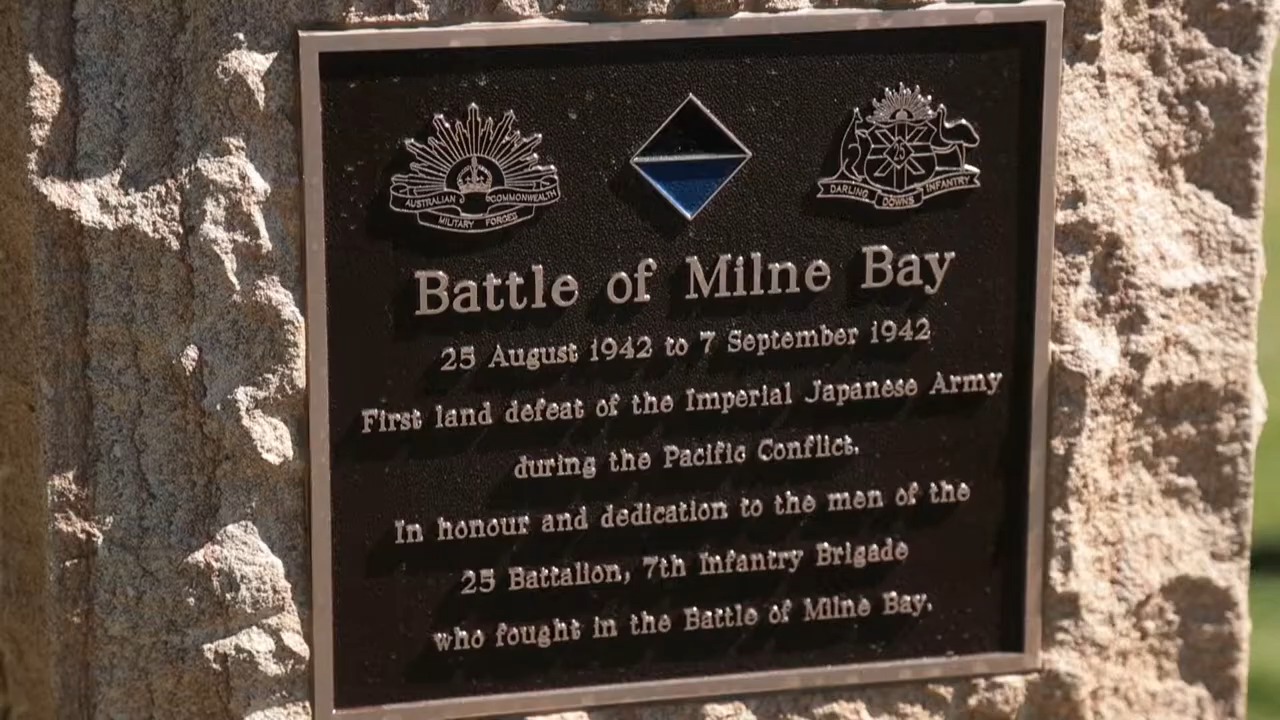 AUSTRALIAN COMMONWEALTH
MILITARY FORCES
25
DARLING DOWNS INFANTRY
Battle of Milne Bay
25 August 1942 to 7 September 1942
First land defeat of the Imperial Japanese Army
during the Pacific Conflict.
In honour and dedication to the men of the
25 Battalion, 7th Infantry Brigade
who fought in the Battle of Milne Bay.